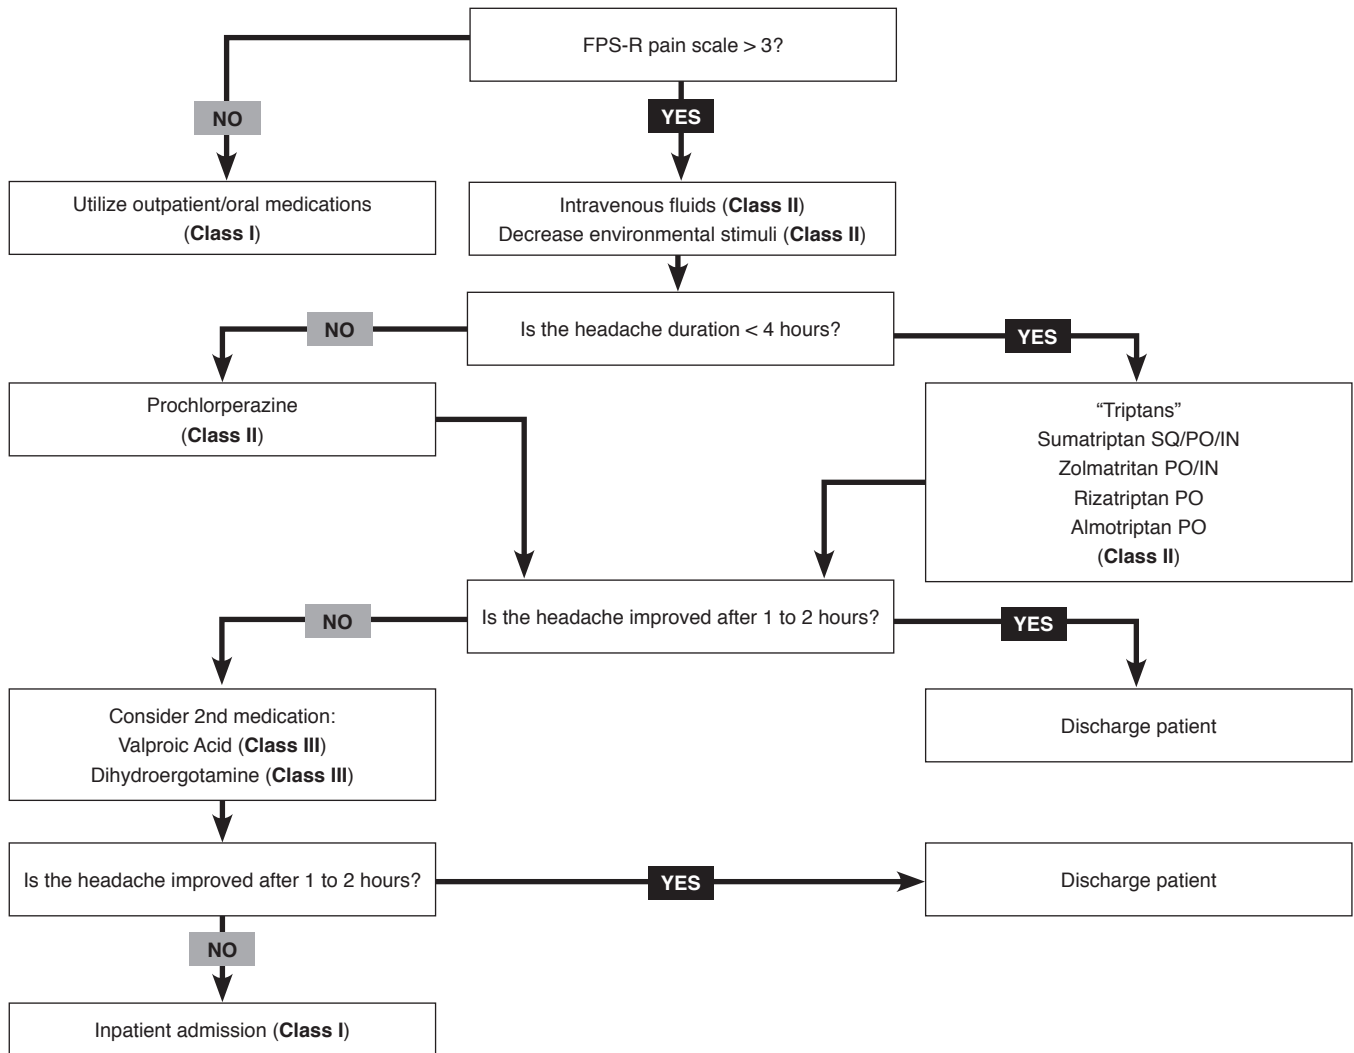 FPS-R pain scale > 3?
NO
YES
Utilize outpatient/oral medications
(Class I)
Intravenous fluids (Class II)
Decrease environmental stimuli (Class II)
Is the headache duration < 4 hours?
NO
YES
Prochlorperazine
(Class II)
“Triptans”
Sumatriptan SQ/PO/IN
Zolmatritan PO/IN
Rizatriptan PO
Almotriptan PO
(Class II)
Is the headache improved after 1 to 2 hours?
NO
YES
Consider 2nd medication:
Valproic Acid (Class III)
Dihydroergotamine (Class III)
Discharge patient
Is the headache improved after 1 to 2 hours?
YES
Discharge patient
NO
Inpatient admission (Class I)